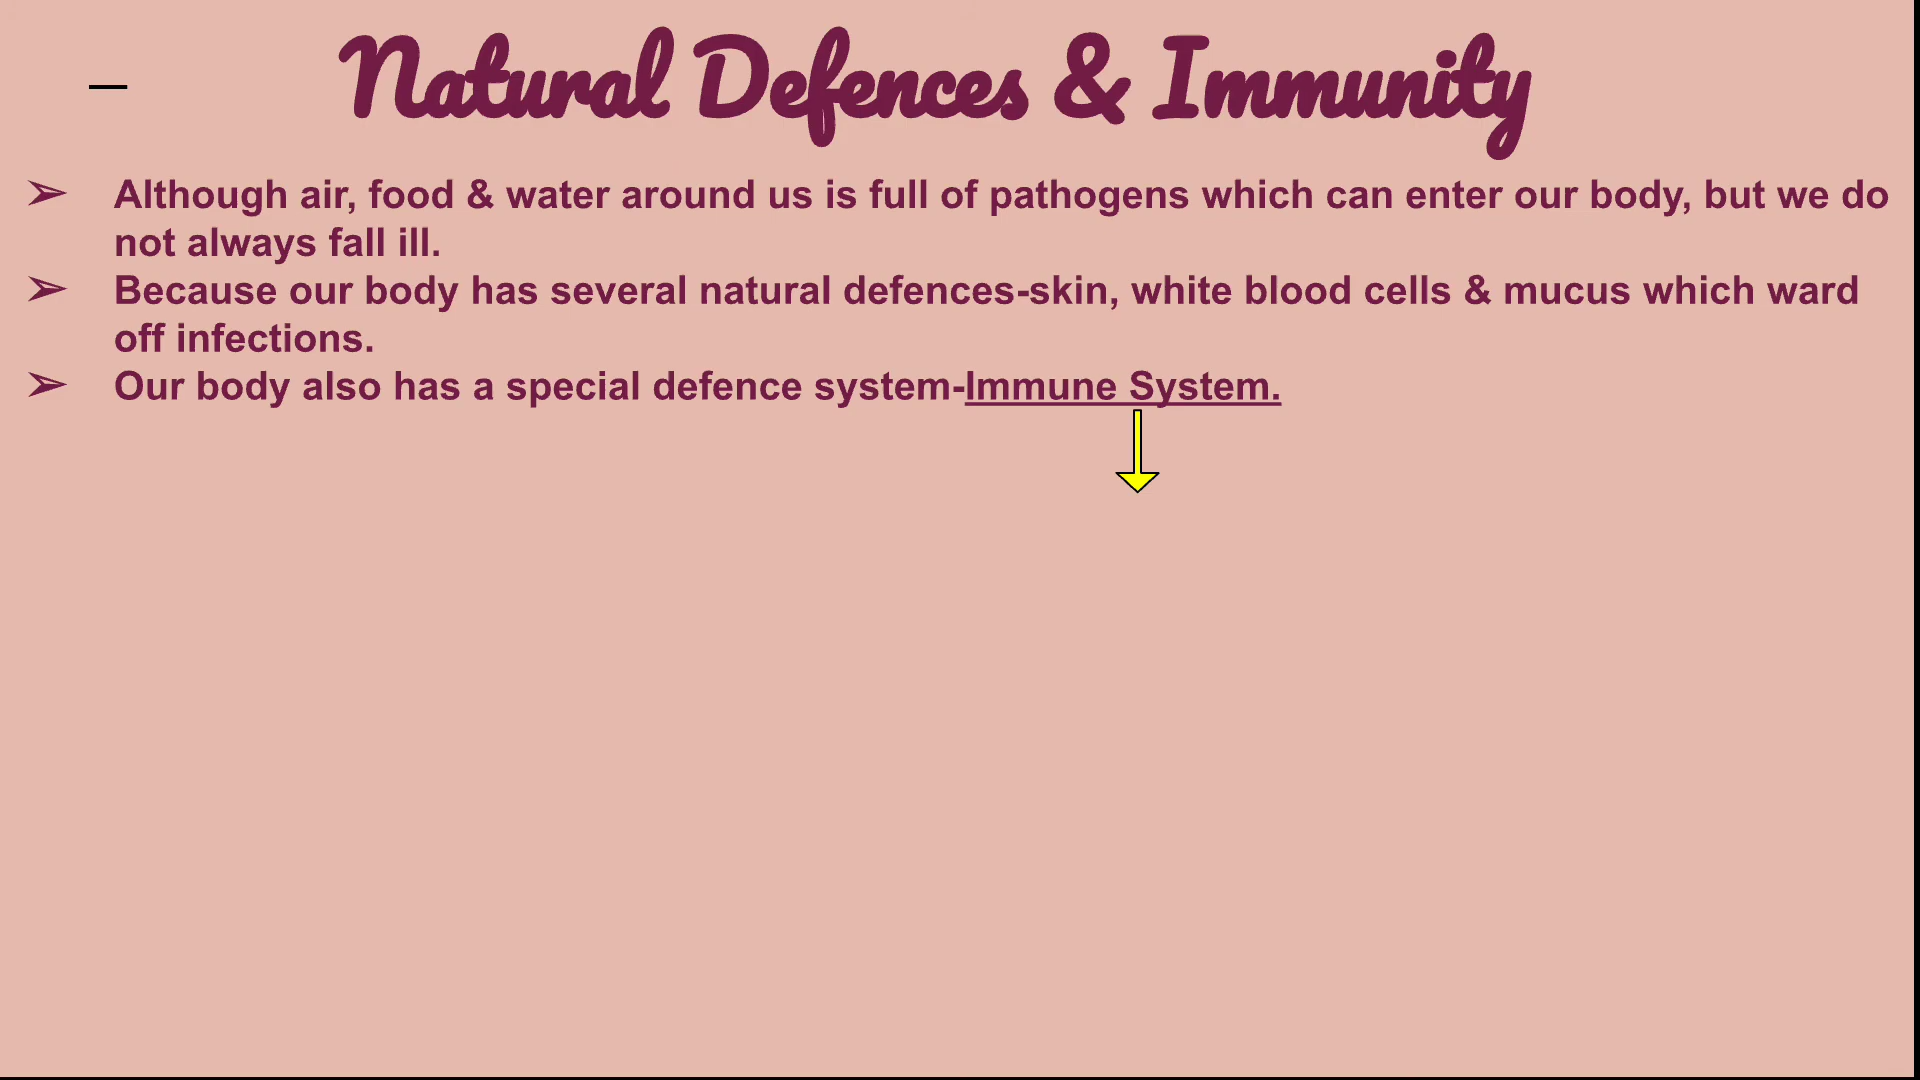 Natural Defences & Immunity
➢ Although air, food & water around us is full of pathogens which can enter our body, but we do
not always fall ill.
➢ Because our body has several natural defences-skin, white blood cells & mucus which ward
off infections.
➢ Our body also has a special defence system-Immune System.